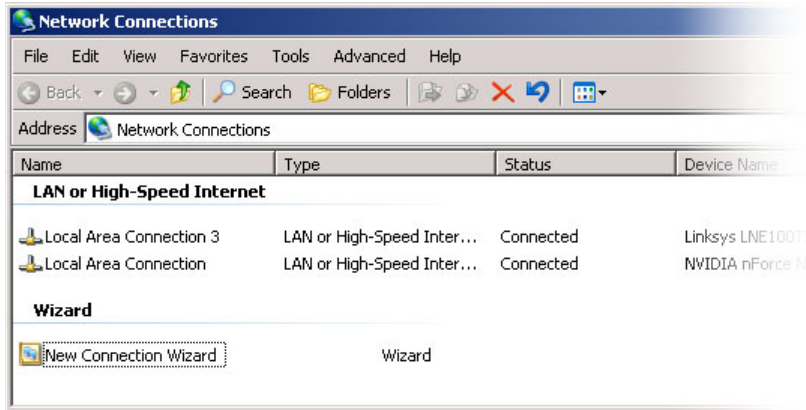 Network Connections
File Edit View Favorites Tools Advanced Help
Back Search Folders
Address Network Connections
Name Type Status Device Name
LAN or High-Speed Internet
Local Area Connection 3 LAN or High-Speed Inter... Connected Linksys LNE100T
Local Area Connection LAN or High-Speed Inter... Connected NVIDIA nForce
Wizard
New Connection Wizard Wizard